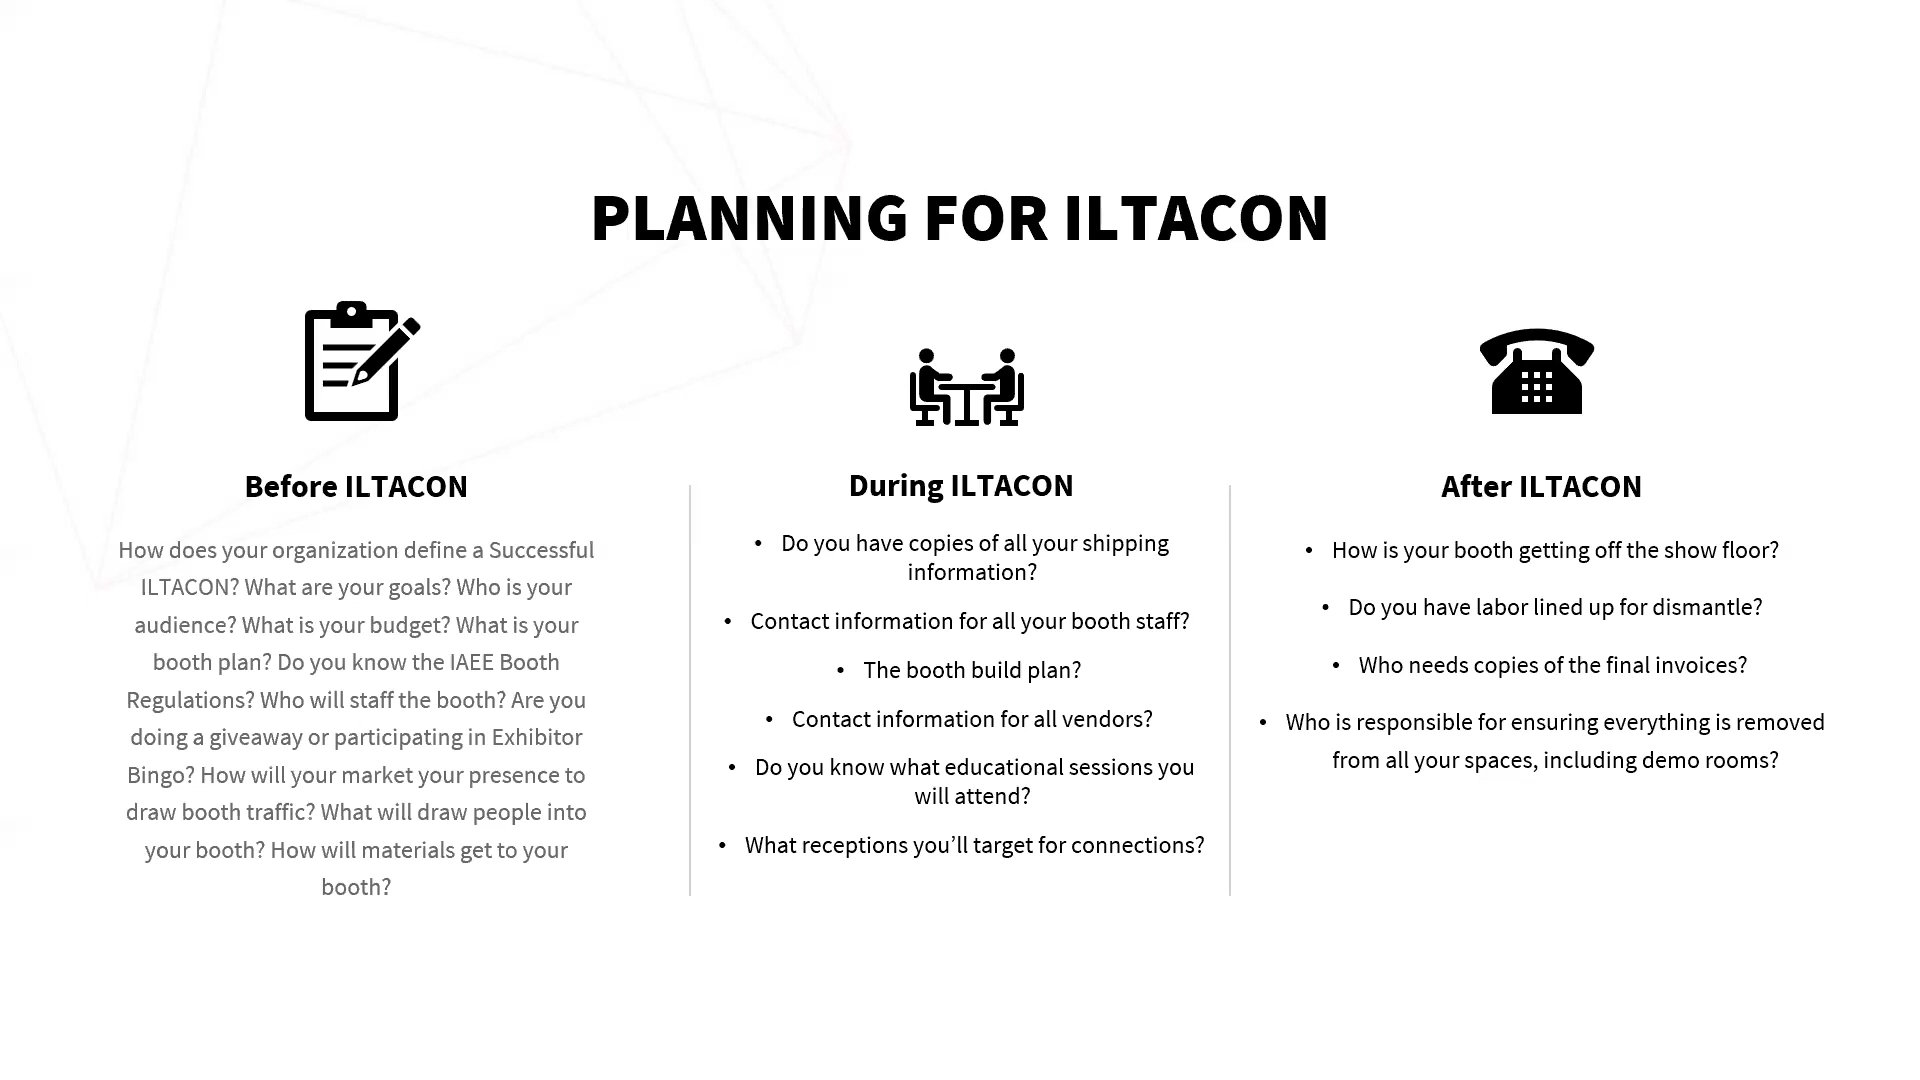 PLANNING FOR ILTACON
Before ILTACON
How does your organization define a Successful
ILTACON? What are your goals? Who is your
audience? What is your budget? What is your
booth plan? Do you know the IAEE Booth
Regulations? Who will staff the booth? Are you
doing a giveaway or participating in Exhibitor
Bingo? How will your market your presence to
draw booth traffic? What will draw people into
your booth? How will materials get to your
booth?
During ILTACON
• Do you have copies of all your shipping
information?
• Contact information for all your booth staff?
• The booth build plan?
• Contact information for all vendors?
• Do you know what educational sessions you
will attend?
• What receptions you’ll target for connections?
After ILTACON
• How is your booth getting off the show floor?
• Do you have labor lined up for dismantle?
• Who needs copies of the final invoices?
• Who is responsible for ensuring everything is removed
from all your spaces, including demo rooms?